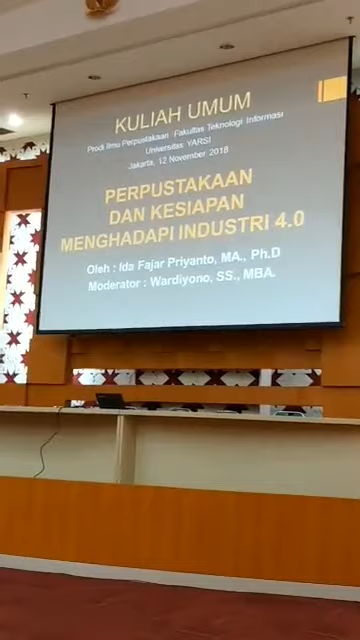 KULIAH UMUM
Prodi Ilmu Perpustakaan, Fakultas Teknologi Informasi
Universitas YARSI
Jakarta, 12 November 2018
PERPUSTAKAAN
DAN KESIAPAN
MENGHADAPI INDUSTRI 4.0
Oleh : Ida Fajar Priyanto, MA., Ph.D
Moderator : Wardiyono, SS., MBA.